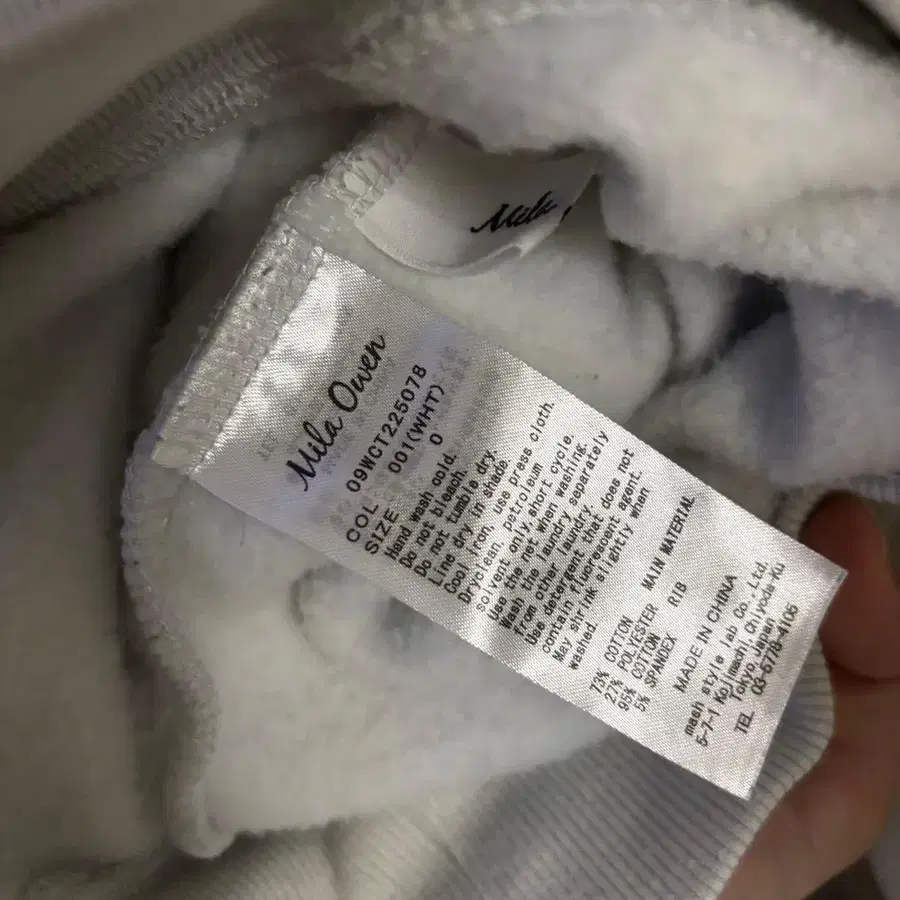 Mila
Mila Owen
09WCT225078
COL 001(WHT)
SIZE 0
Hand wash cold.
Do not bleach.
Do not tumble dry.
Line dry in shade
Cool iron, use press cloth.
Dryclean, petroleum
solvent only,short cycle.
Use the net when washing.
Wash the laundry separately
from other laundry.
Use detergent that does not
contain fluorescent agent.
May shrink slightly when
washed.
73% COTTON MAIN MATERIAL
27% POLYESTER
95% COTTON RIB
5% SPANDEX
MADE IN CHINA
mash style lab Co.,Ltd.
5-7-1 Kojimachi, Chiyoda-Ku
Tokyo, Japan
TEL 03-5778-4106